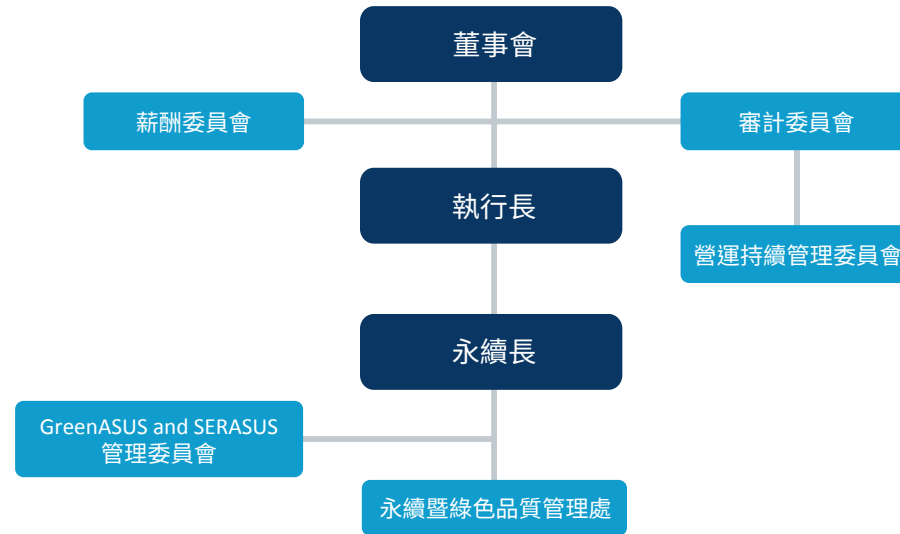 董事會
薪酬委員會
審計委員會
執行長
營運持續管理委員會
永續長
GreenASUS and SERASUS
管理委員會
永續暨綠色品質管理處